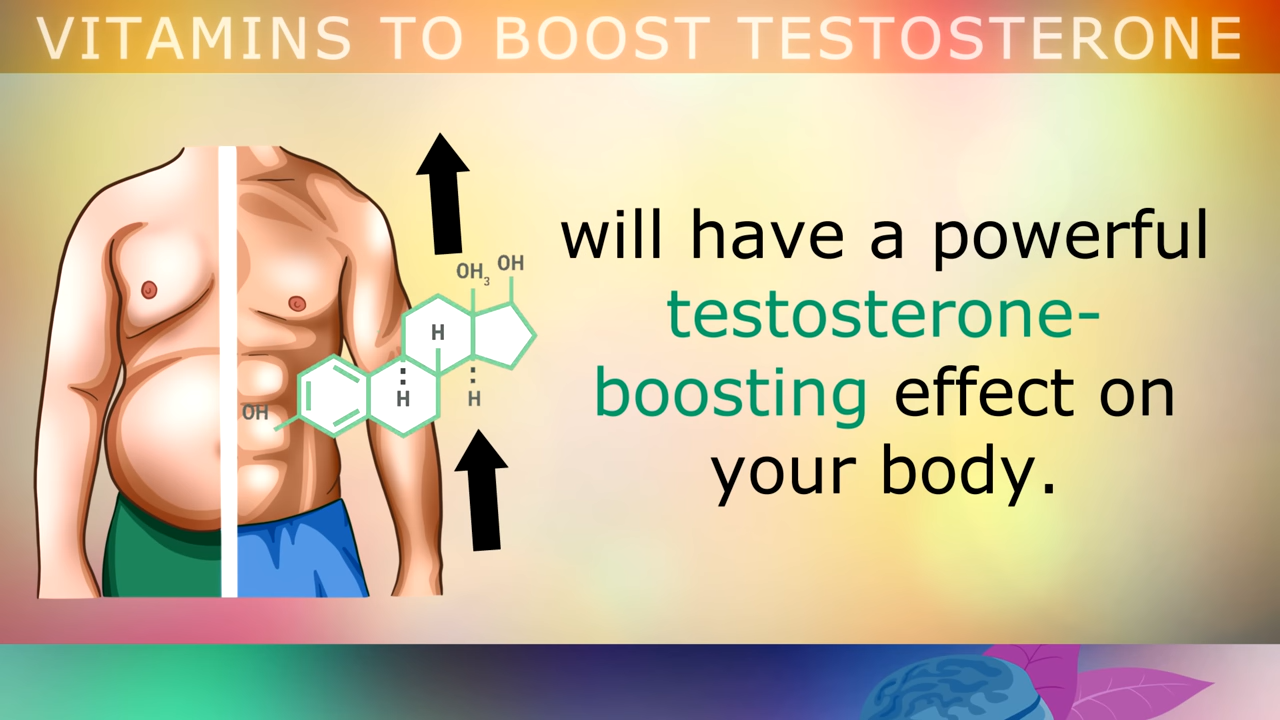 VITAMINS TO BOOST TESTOSTERONE
will have a powerful
testosterone-
boosting effect on
your body.
OH₃ OH
H
H
H
OH